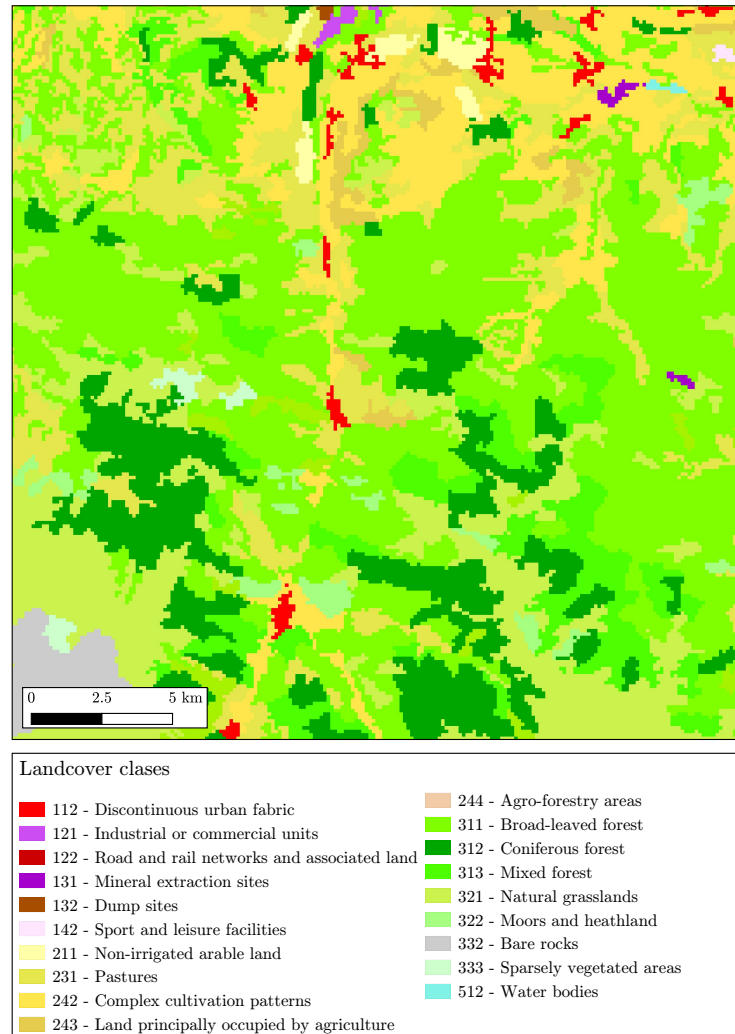 0 2.5 5 km
Landcover clases
112 - Discontinuous urban fabric
121 - Industrial or commercial units
122 - Road and rail networks and associated land
131 - Mineral extraction sites
132 - Dump sites
142 - Sport and leisure facilities
211 - Non-irrigated arable land
231 - Pastures
242 - Complex cultivation patterns
243 - Land principally occupied by agriculture
244 - Agro-forestry areas
311 - Broad-leaved forest
312 - Coniferous forest
313 - Mixed forest
321 - Natural grasslands
322 - Moors and heathland
332 - Bare rocks
333 - Sparsely vegetated areas
512 - Water bodies